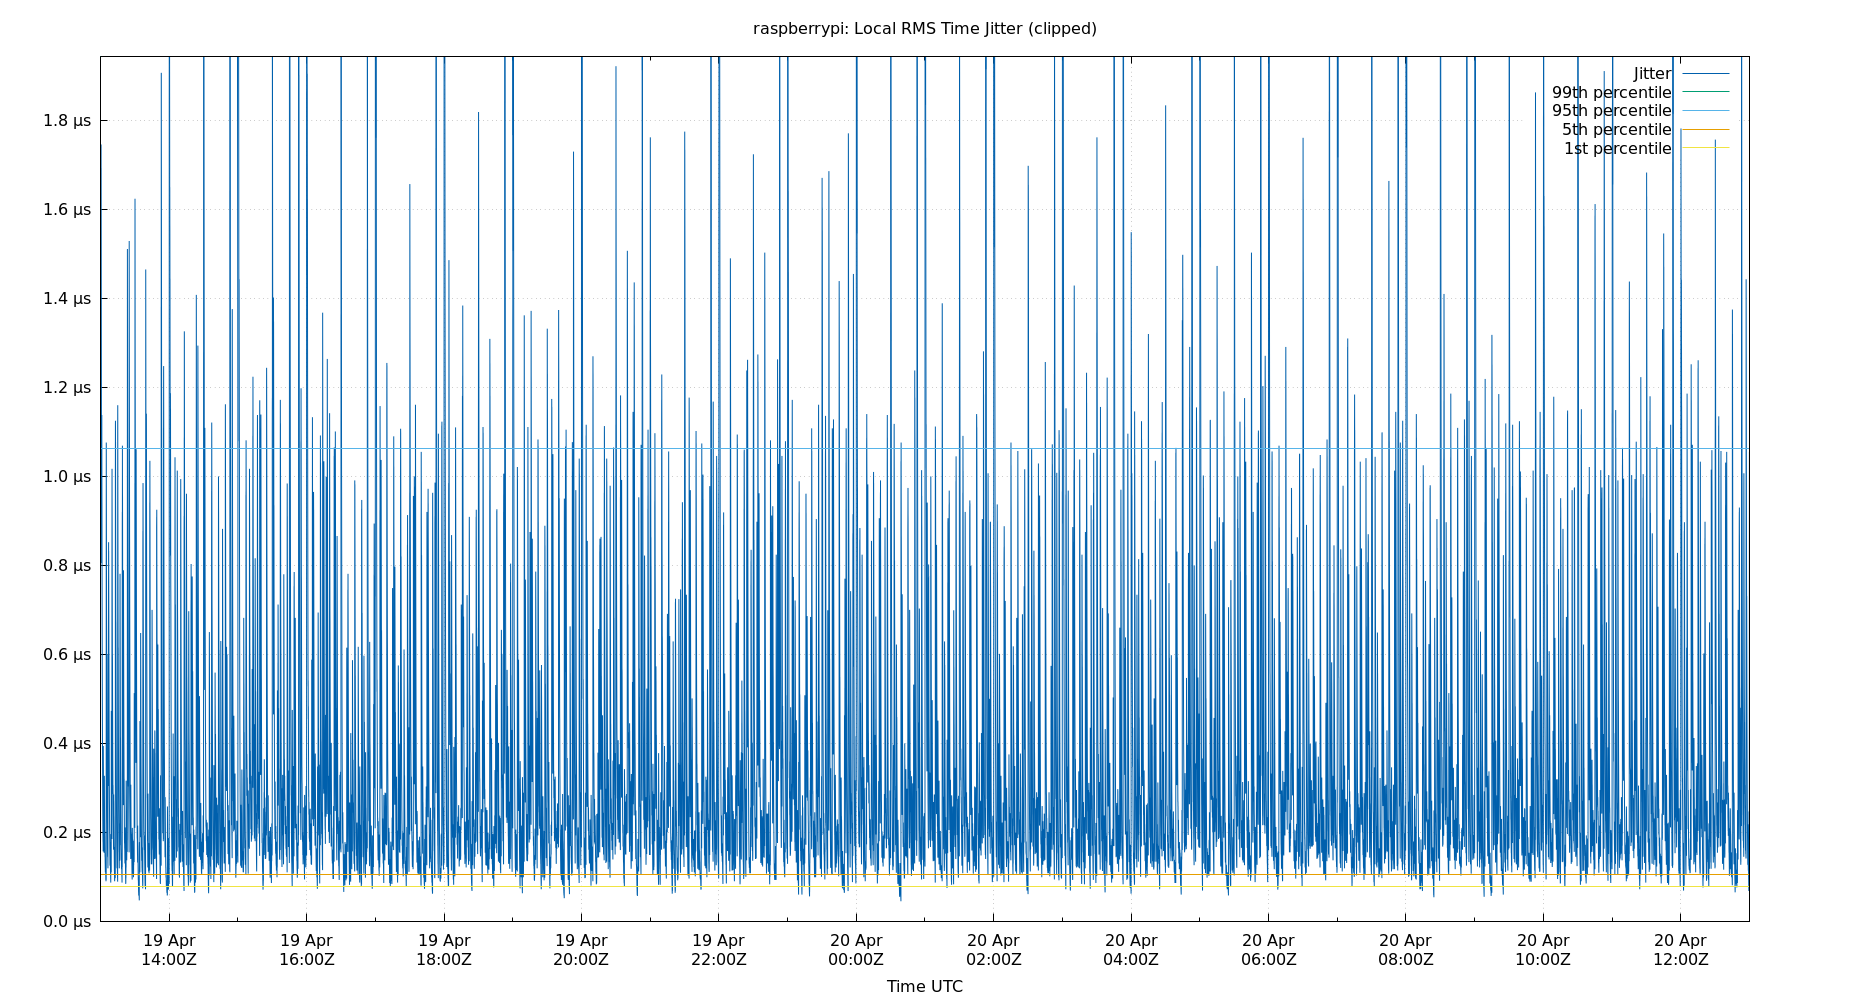 raspberrypi: Local RMS Time Jitter (clipped)
Jitter
99th percentile
95th percentile
5th percentile
1st percentile
1.8 µs
1.6 µs
1.4 µs
1.2 µs
1.0 µs
0.8 µs
0.6 µs
0.4 µs
0.2 µs
0.0 µs
19 Apr 19 Apr 19 Apr 19 Apr 19 Apr 20 Apr 20 Apr 20 Apr 20 Apr 20 Apr 20 Apr 20 Apr
14:00Z 16:00Z 18:00Z 20:00Z 22:00Z 00:00Z 02:00Z 04:00Z 06:00Z 08:00Z 10:00Z 12:00Z
Time UTC